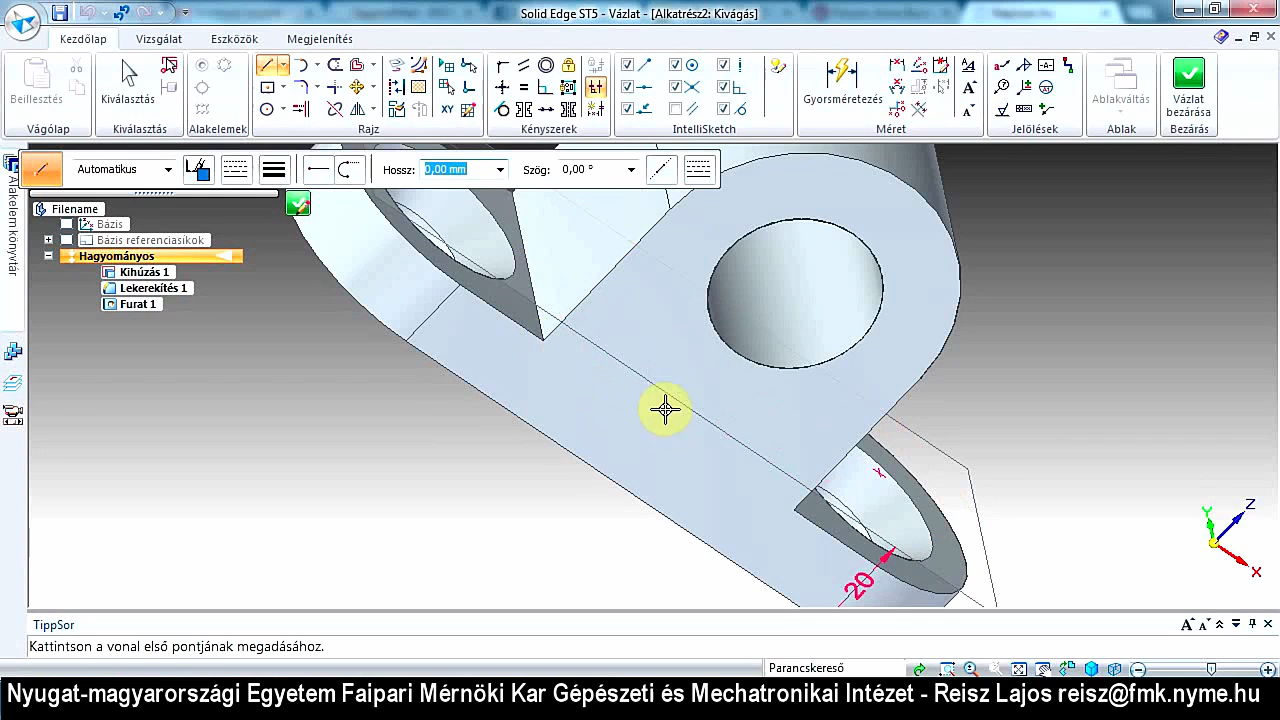 Solid Edge ST5 - Vázlat - [Alkatrész2: Kivágás]
Kezdőlap Vizsgálat Eszközök Megjelenítés
Beillesztés Kiválasztás XY Gyorsméretezés Ablakváltás Vázlat bezárása
Vágólap Kiválasztás Alakelemek Rajz Kényszerek IntelliSketch Méret Jelölések Ablak Bezárás
Automatikus Hossz: 0,00 mm Szög: 0,00 °
Filename
Bázis
Bázis referenciasíkok
Hagyományos
Kihúzás 1
Lekerekítés 1
Furat 1
20
Y Z X
TippSor
Kattintson a vonal első pontjának megadásához.
Parancskereső
Nyugat-magyarországi Egyetem Faipari Mérnöki Kar Gépészeti és Mechatronikai Intézet - Reisz Lajos reisz@fmk.nyme.hu